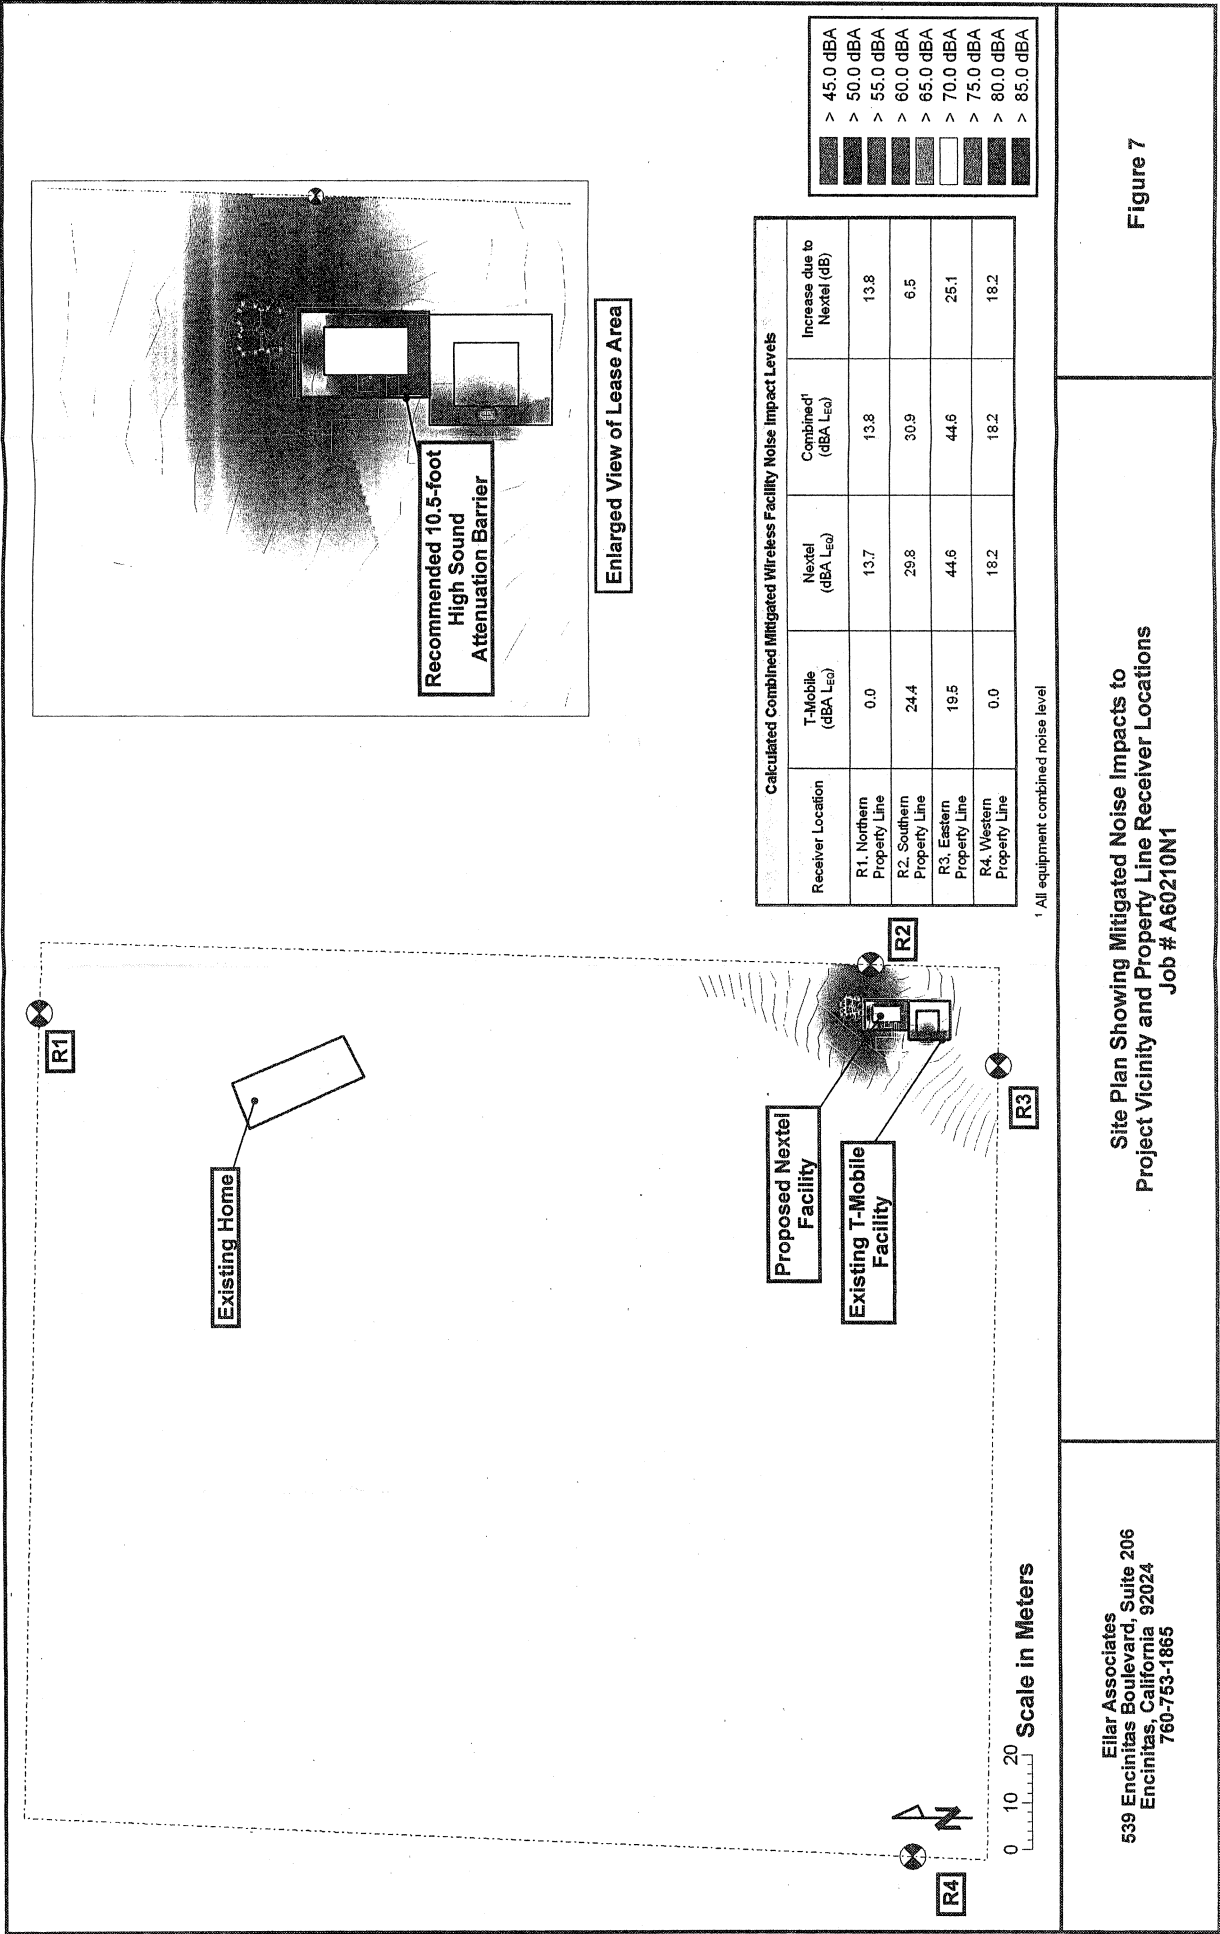 R1
Existing Home
Proposed Nextel
Facility
Existing T-Mobile
Facility
R2
R3
R4
N
0 10 20
Scale in Meters
Recommended 10.5-foot
High Sound
Attenuation Barrier
Enlarged View of Lease Area
Calculated Combined Mitigated Wireless Facility Noise Impact Levels
Receiver Location T-Mobile (dBA LEQ) Nextel (dBA LEQ) Combined¹ (dBA LEQ) Increase due to Nextel (dB)
R1. Northern Property Line 0.0 13.7 13.8 13.8
R2. Southern Property Line 24.4 29.8 30.9 6.5
R3. Eastern Property Line 19.5 44.6 44.6 25.1
R4. Western Property Line 0.0 18.2 18.2 18.2
¹ All equipment combined noise level
> 45.0 dBA
> 50.0 dBA
> 55.0 dBA
> 60.0 dBA
> 65.0 dBA
> 70.0 dBA
> 75.0 dBA
> 80.0 dBA
> 85.0 dBA
Eilar Associates
539 Encinitas Boulevard, Suite 206
Encinitas, California 92024
760-753-1865
Site Plan Showing Mitigated Noise Impacts to
Project Vicinity and Property Line Receiver Locations
Job # A60210N1
Figure 7